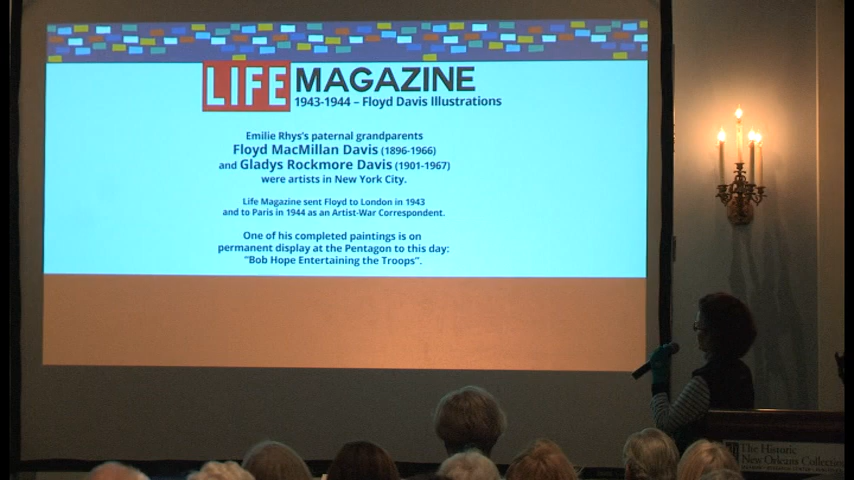 LIFE MAGAZINE
1943-1944 – Floyd Davis Illustrations
Emilie Rhys's paternal grandparents
Floyd MacMillan Davis (1896-1966)
and Gladys Rockmore Davis (1901-1967)
were artists in New York City.
Life Magazine sent Floyd to London in 1943
and to Paris in 1944 as an Artist-War Correspondent.
One of his completed paintings is on
permanent display at the Pentagon to this day:
"Bob Hope Entertaining the Troops".
The Historic
New Orleans Collection